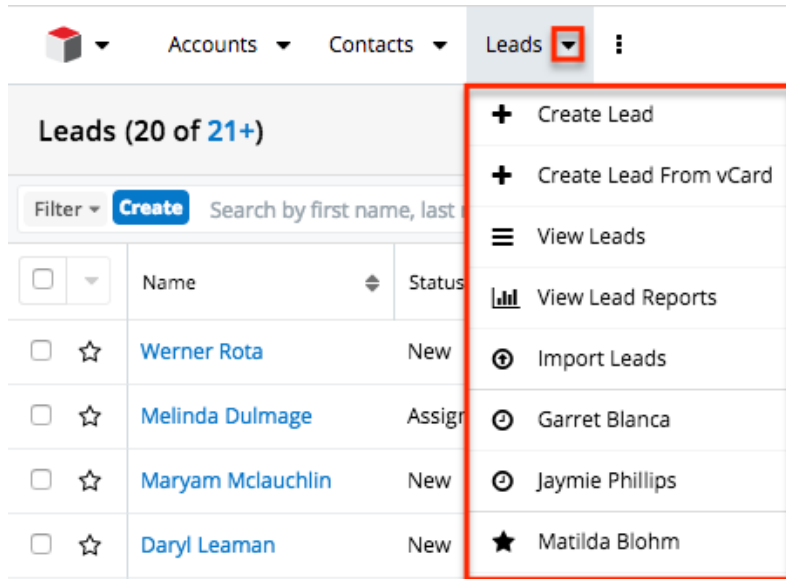 Accounts Contacts Leads
Leads (20 of 21+)
Filter Create Search by first name, last
Name Status
Werner Rota New
Melinda Dulmage
Maryam Mclauchlin New
Daryl Leaman New
Create Lead
Create Lead From vCard
View Leads
View Lead Reports
Import Leads
Garret Blanca
Jaymie Phillips
Matilda Blohm